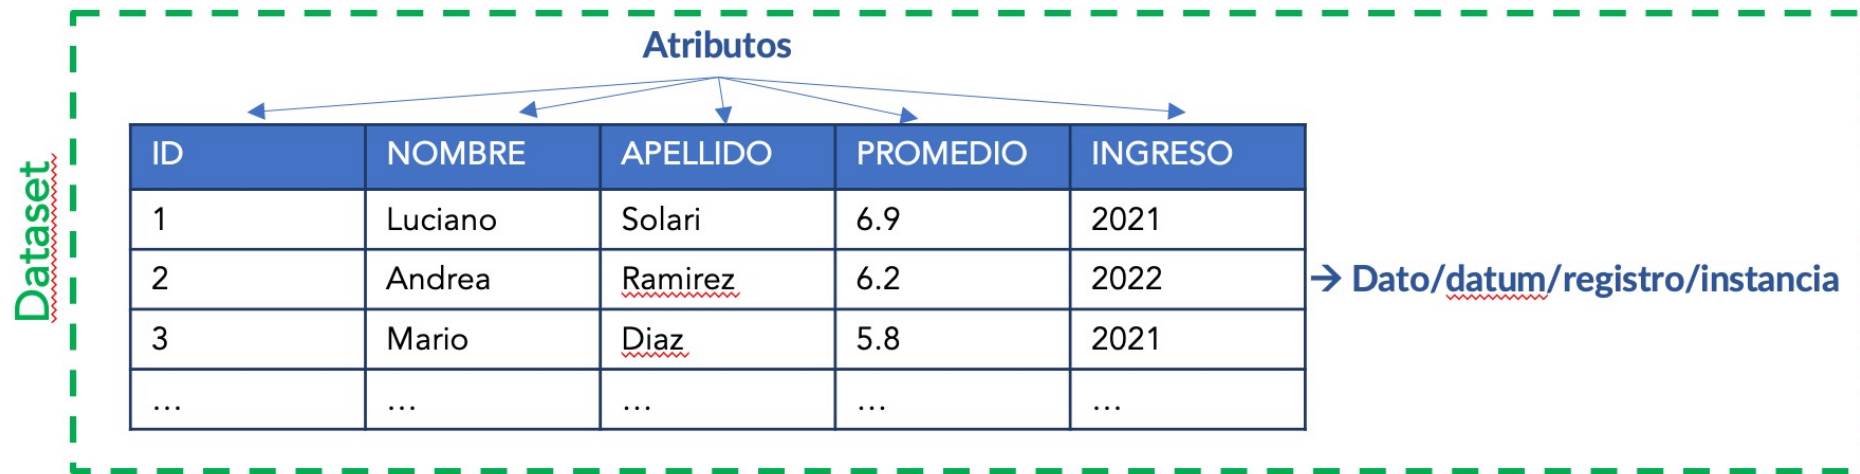 Dataset
Atributos
ID NOMBRE APELLIDO PROMEDIO INGRESO
1 Luciano Solari 6.9 2021
2 Andrea Ramirez 6.2 2022
→ Dato/datum/registro/instancia
3 Mario Diaz 5.8 2021
... ... ... ... ...